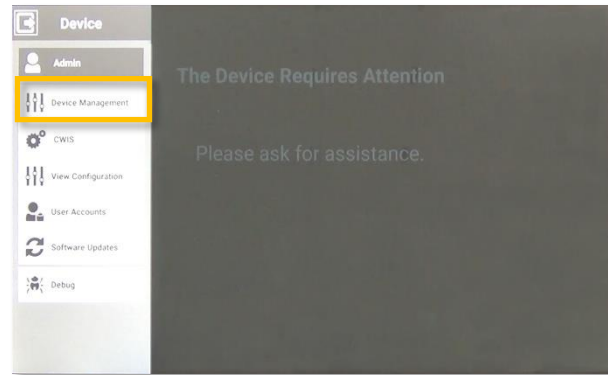 Device
Admin
The Device Requires Attention
Device Management
CWIS
Please ask for assistance.
View Configuration
User Accounts
Software Updates
Debug